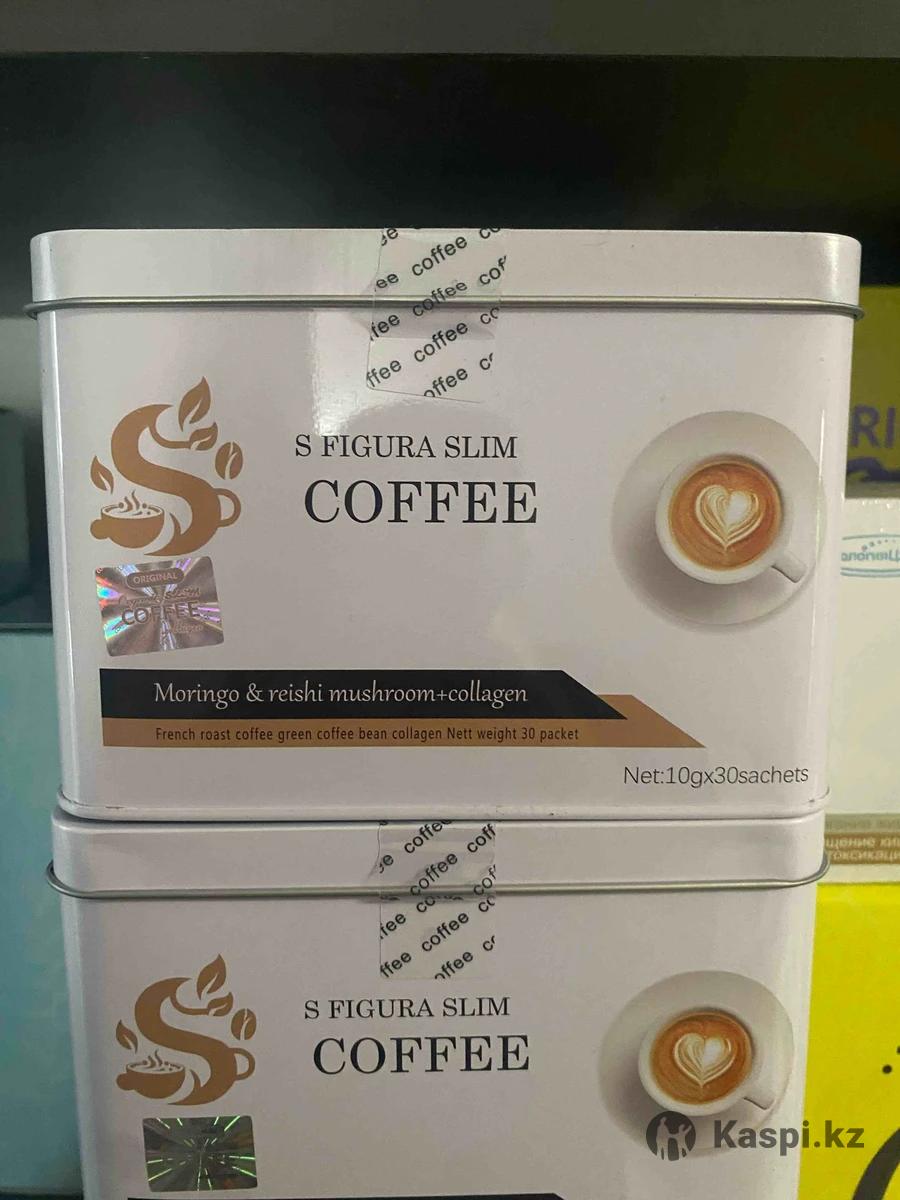 coffee
coffee
coffee
S FIGURA SLIM
COFFEE
ORIGINAL
COFFEE
Moringo & reishi mushroom+collagen
French roast coffee green coffee bean collagen Nett weight 30 packet
Net:10gx30sachets
coffee
coffee
coffee
S FIGURA SLIM
COFFEE
Kaspi.kz